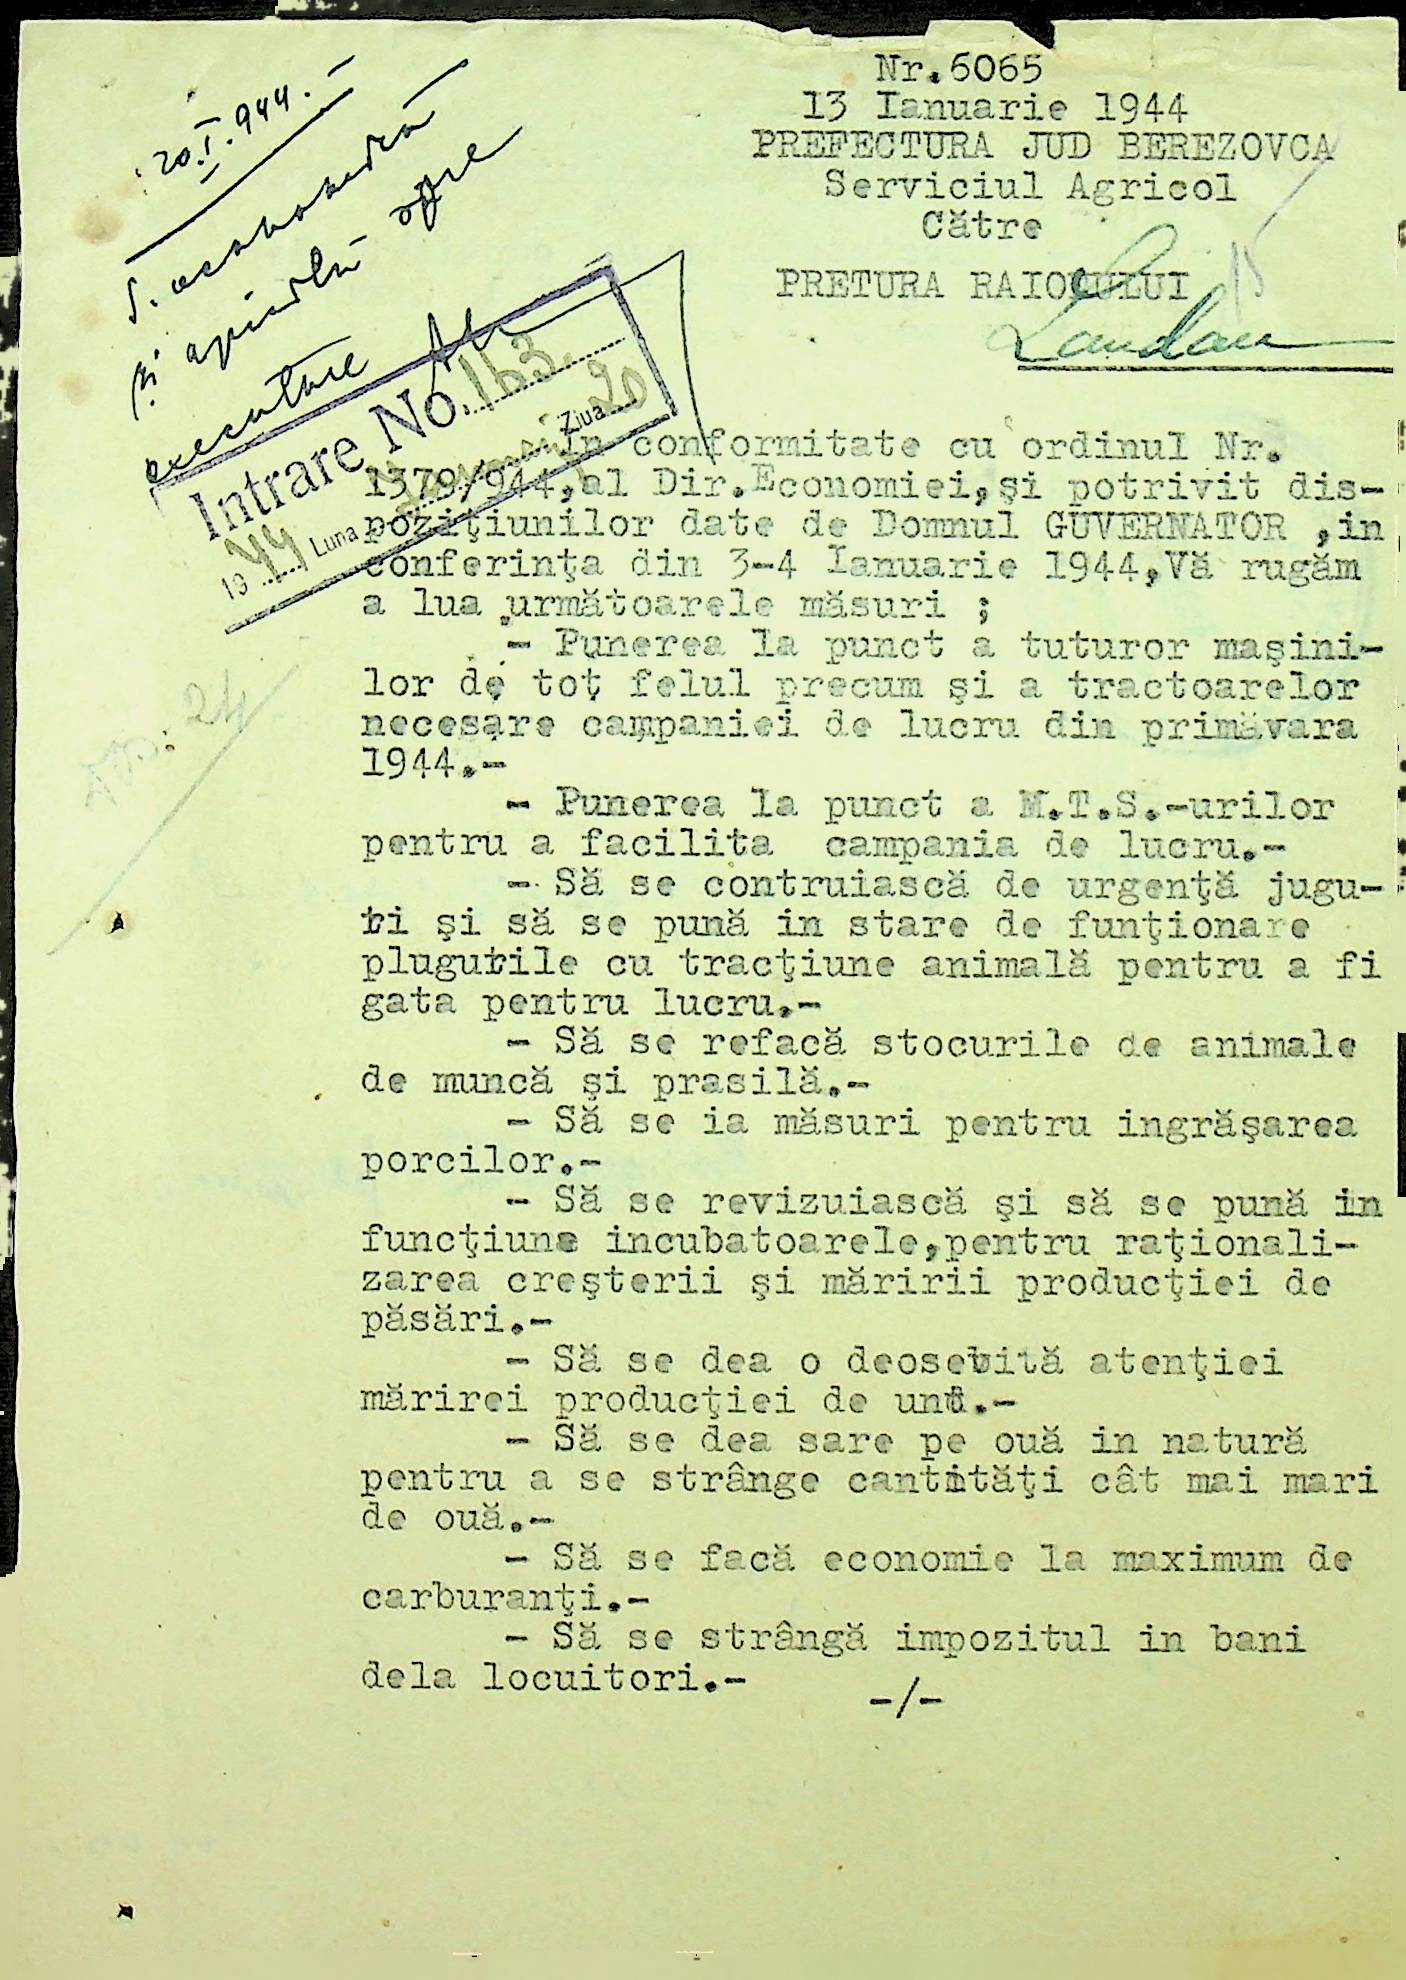 Nr.6065
13 Ianuarie 1944
PREFECTURA JUD BEREZOVCA
Serviciul Agricol
Către
PRETURA RAIONULUI
Landau
20.I.944.
executare
Intrare No. 163
1944 Luna Ianuarie Ziua 20
In conformitate cu ordinul Nr.
1379/944,al Dir.Economiei,şi potrivit dis-
poziţiunilor date de Domnul GUVERNATOR ,in
conferinţa din 3-4 Ianuarie 1944,Vă rugăm
a lua următoarele măsuri ;
- Punerea la punct a tuturor maşini-
lor de tot felul precum şi a tractoarelor
necesare campaniei de lucru din primăvara
1944.-
- Punerea la punct a M.T.S.-urilor
pentru a facilita campania de lucru.-
- Să se contruiască de urgenţă jugu-
ri şi să se pună in stare de funţionare
plugurile cu tracţiune animală pentru a fi
gata pentru lucru.-
- Să se refacă stocurile de animale
de muncă şi prasilă.-
- Să se ia măsuri pentru ingrăşarea
porcilor.-
- Să se revizuiască şi să se pună in
funcţiune incubatoarele,pentru raţionali-
zarea creşterii şi măririi producţiei de
păsări.-
- Să se dea o deosebită atenţiei
mărirei producţiei de unt.-
- Să se dea sare pe ouă in natură
pentru a se strânge cantităţi cât mai mari
de ouă.-
- Să se facă economie la maximum de
carburanţi.-
- Să se strângă impozitul in bani
dela locuitori.-
-/-